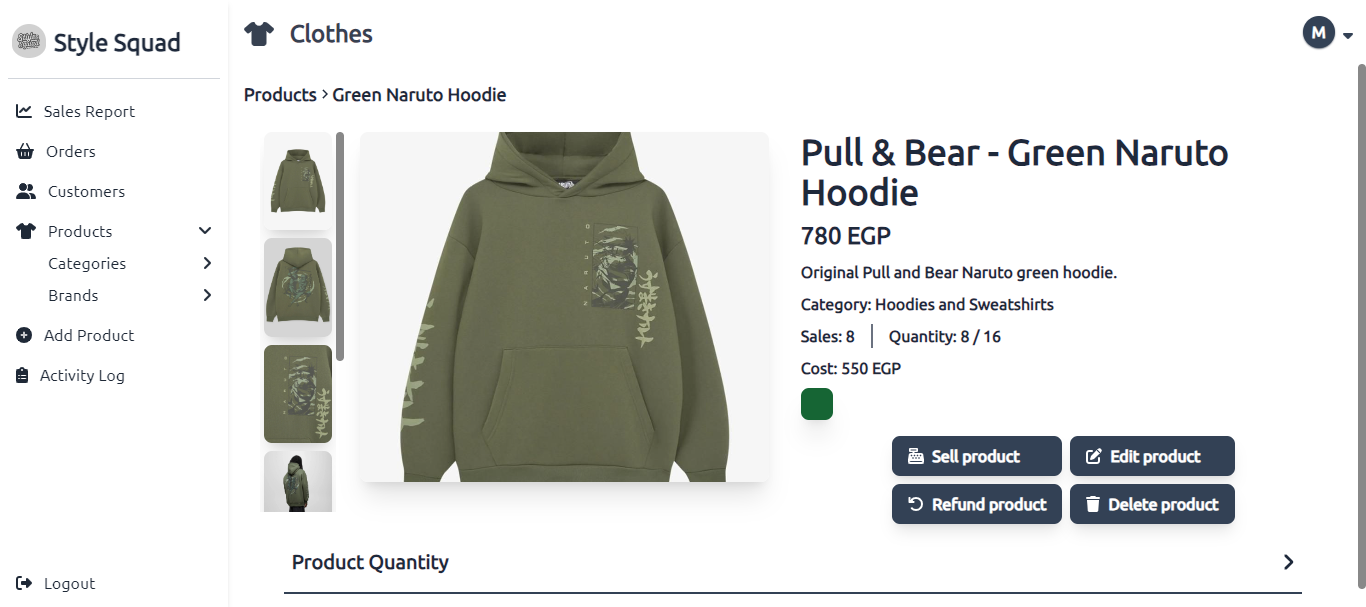 Style Squad
Clothes
M
Sales Report
Orders
Customers
Products
Categories
Brands
Add Product
Activity Log
Logout
Products > Green Naruto Hoodie
NARUTO
Pull & Bear - Green Naruto
Hoodie
780 EGP
Original Pull and Bear Naruto green hoodie.
Category: Hoodies and Sweatshirts
Sales: 8 | Quantity: 8 / 16
Cost: 550 EGP
Sell product
Edit product
Refund product
Delete product
Product Quantity